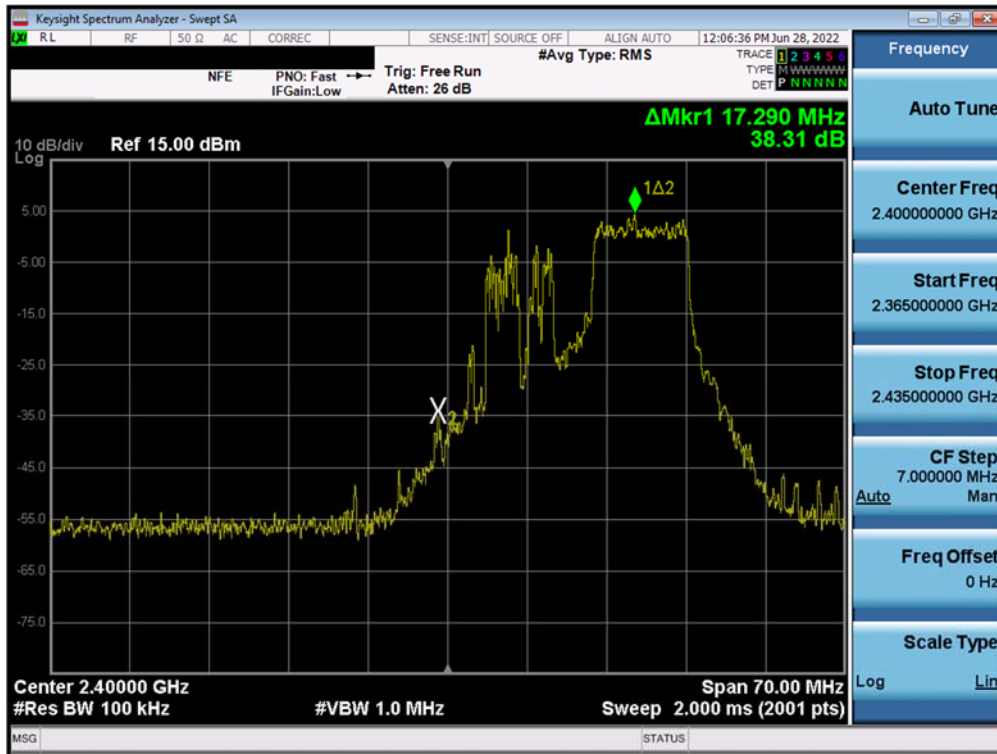 Keysight Spectrum Analyzer - Swept SA
LXI RL RF 50 Ω AC CORREC SENSE:INT SOURCE OFF ALIGN AUTO 12:06:36 PM Jun 28, 2022
#Avg Type: RMS
TRACE 1 2 3 4 5 6
NFE PNO: Fast Trig: Free Run
TYPE M W W W W W
IFGain:Low Atten: 26 dB
DET P N N N N N
ΔMkr1 17.290 MHz
38.31 dB
10 dB/div Ref 15.00 dBm
Log
1Δ2
5.00
-5.00
-15.0
-25.0
-35.0
X2
-45.0
-55.0
-65.0
-75.0
Center 2.40000 GHz Span 70.00 MHz
#Res BW 100 kHz #VBW 1.0 MHz Sweep 2.000 ms (2001 pts)
MSG STATUS
Frequency
Auto Tune
Center Freq
2.400000000 GHz
Start Freq
2.365000000 GHz
Stop Freq
2.435000000 GHz
CF Step
7.000000 MHz
Auto Man
Freq Offset
0 Hz
Scale Type
Log Lin